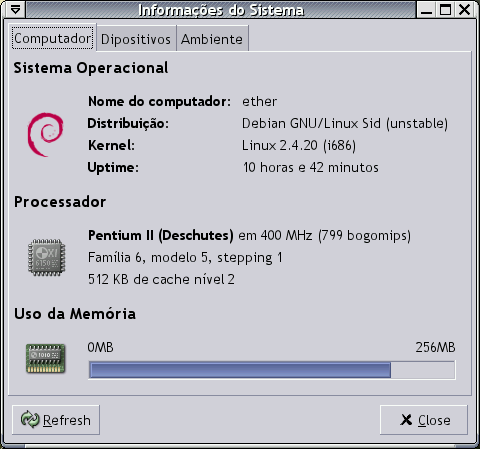 Informações do Sistema
Computador Dipositivos Ambiente
Sistema Operacional
Nome do computador: ether
Distribuição: Debian GNU/Linux Sid (unstable)
Kernel: Linux 2.4.20 (i686)
Uptime: 10 horas e 42 minutos
Processador
Pentium II (Deschutes) em 400 MHz (799 bogomips)
Família 6, modelo 5, stepping 1
512 KB de cache nível 2
Uso da Memória
0MB 256MB
Refresh Close